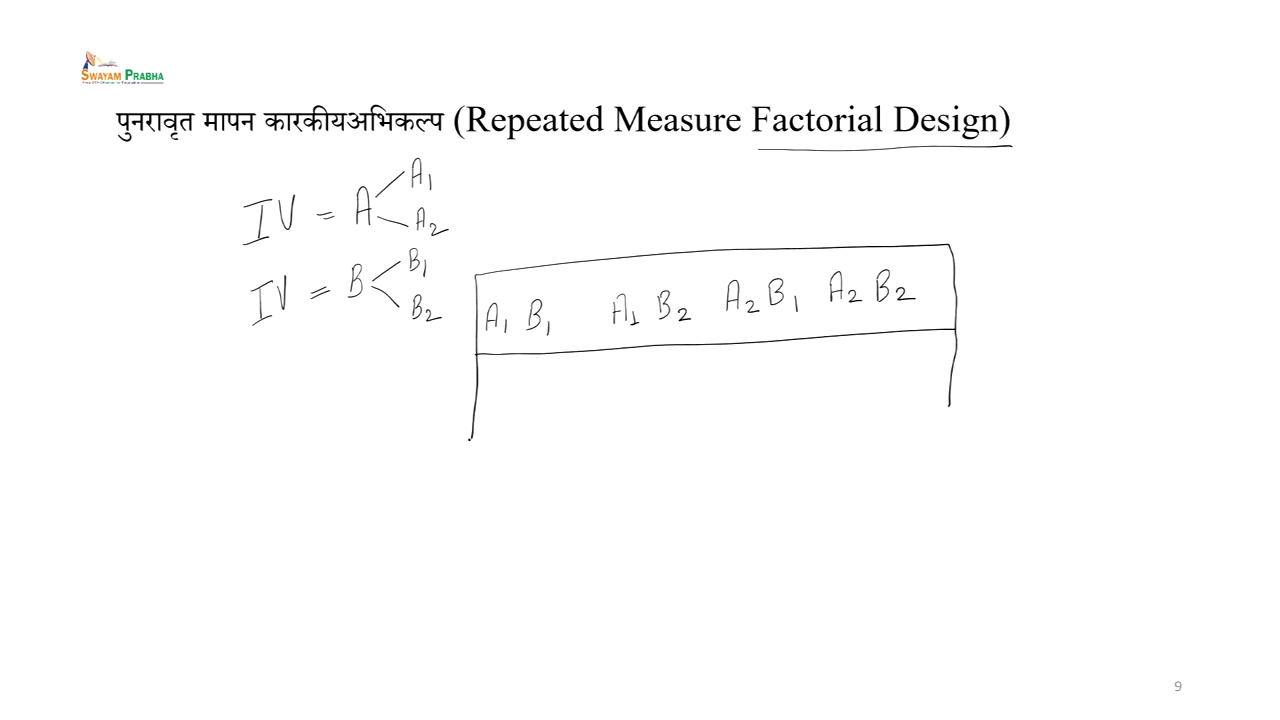 SWAYAM PRABHA
पुनरावृत मापन कारकीयअभिकल्प (Repeated Measure Factorial Design)
IV = A A1
A2
IV = B B1
B2
A1 B1 A1 B2 A2 B1 A2 B2
9